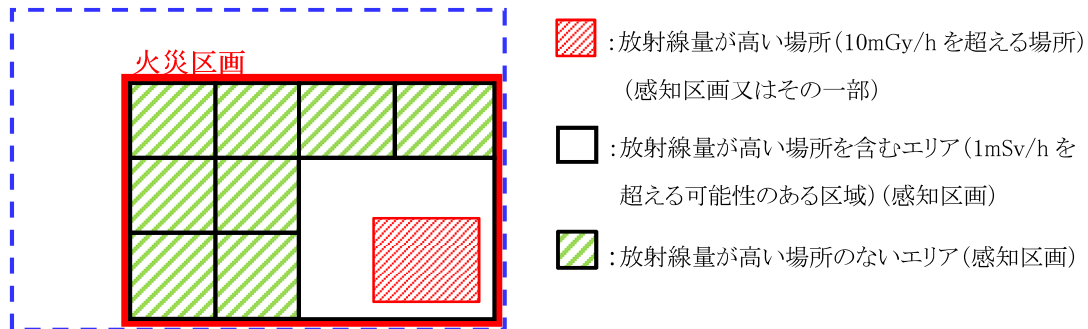 火災区画
：放射線量が高い場所（10mGy/h を超える場所）
（感知区画又はその一部）
：放射線量が高い場所を含むエリア（1mSv/h を
超える可能性のある区域）（感知区画）
：放射線量が高い場所のないエリア（感知区画）